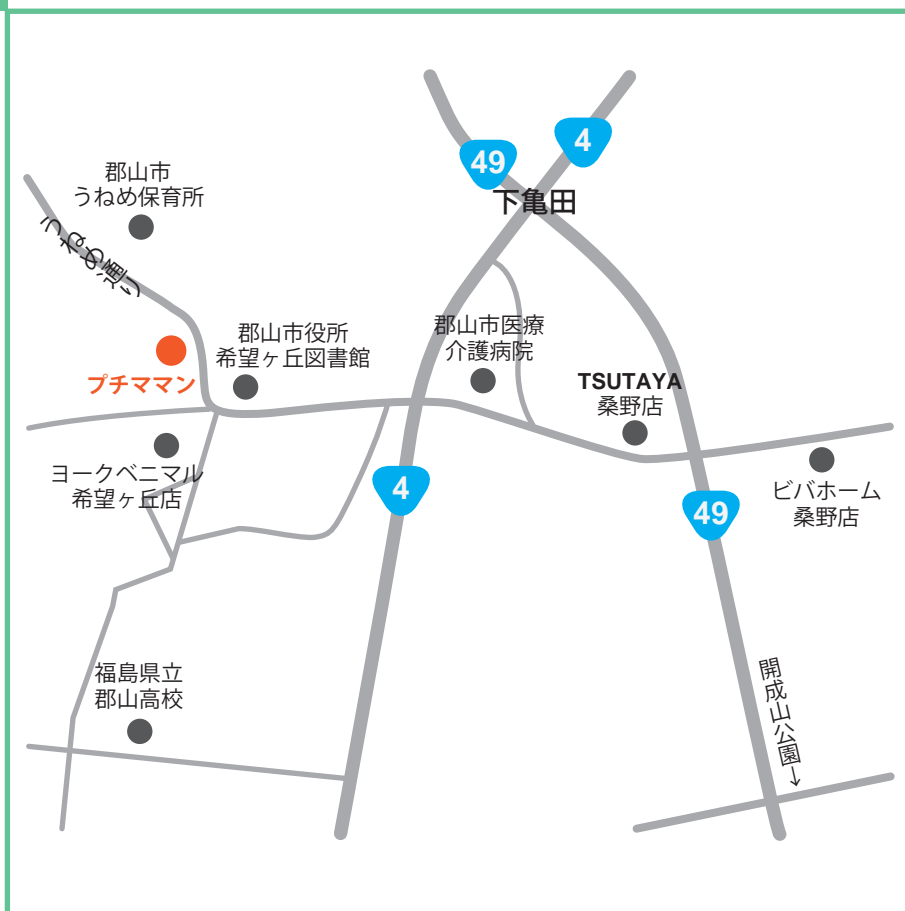 4
49
下亀田
郡山市
うねめ保育所
うねめ通り
郡山市役所
希望ヶ丘図書館
郡山市医療
介護病院
プチママン
TSUTAYA
桑野店
ヨークベニマル
希望ヶ丘店
4
49
ビバホーム
桑野店
福島県立
郡山高校
開成山公園→